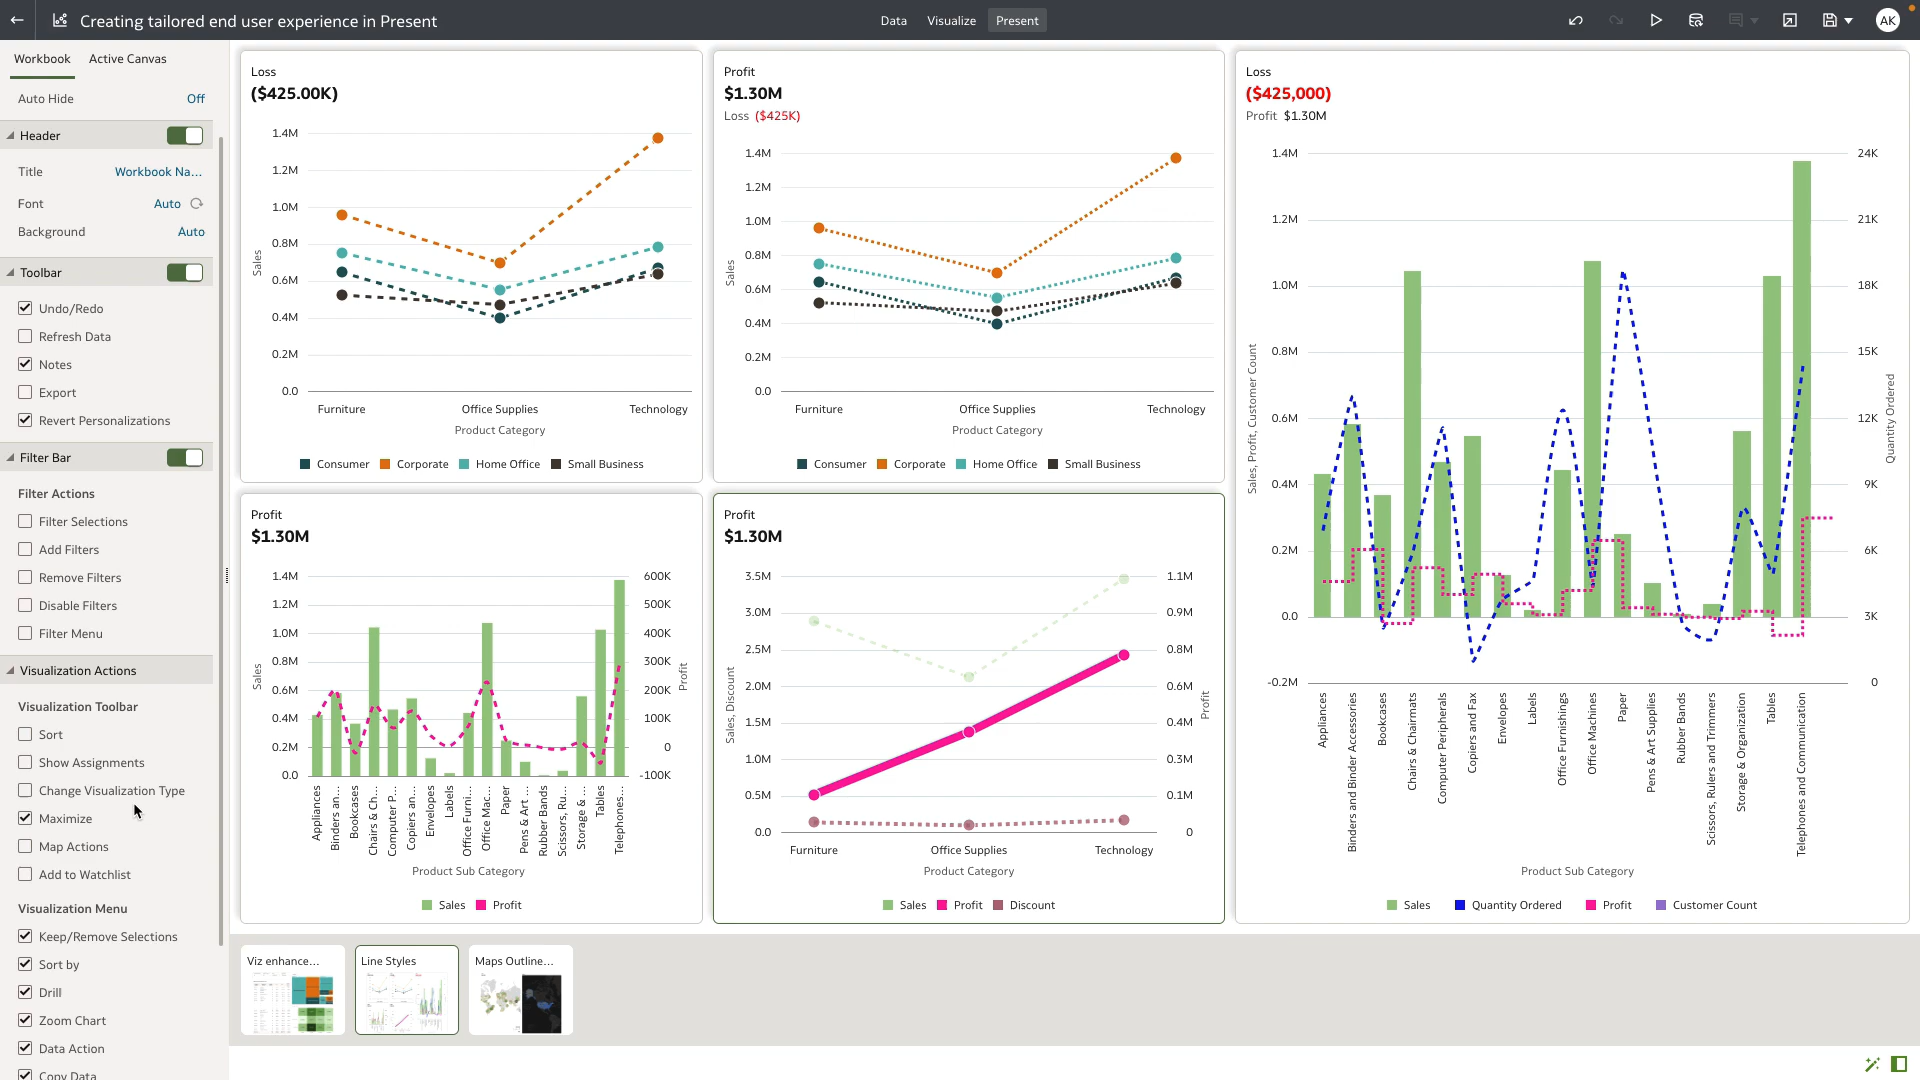 Creating tailored end user experience in Present
Data
Visualize
Present
AK
Workbook
Active Canvas
Auto Hide
Off
Header
Title
Workbook Na...
Font
Auto
Background
Auto
Toolbar
Undo/Redo
Refresh Data
Notes
Export
Revert Personalizations
Filter Bar
Filter Actions
Filter Selections
Add Filters
Remove Filters
Disable Filters
Filter Menu
Visualization Actions
Visualization Toolbar
Sort
Show Assignments
Change Visualization Type
Maximize
Map Actions
Add to Watchlist
Visualization Menu
Keep/Remove Selections
Sort by
Drill
Zoom Chart
Data Action
Copy Data
Loss
($425.00K)
1.4M
1.2M
1.0M
0.8M
0.6M
0.4M
0.2M
0.0
Sales
Furniture
Office Supplies
Technology
Product Category
Consumer
Corporate
Home Office
Small Business
Profit
$1.30M
Loss ($425K)
1.4M
1.2M
1.0M
0.8M
0.6M
0.4M
0.2M
0.0
Sales
Furniture
Office Supplies
Technology
Product Category
Consumer
Corporate
Home Office
Small Business
Loss
($425,000)
Profit $1.30M
1.4M
1.2M
1.0M
0.8M
0.6M
0.4M
0.2M
0.0
-0.2M
Sales, Profit, Customer Count
24K
21K
18K
15K
12K
9K
6K
3K
0
Quantity Ordered
Appliances
Binders and Binder Accessories
Bookcases
Chairs & Chairmats
Computer Peripherals
Copiers and Fax
Envelopes
Labels
Office Furnishings
Office Machines
Paper
Pens & Art Supplies
Rubber Bands
Scissors, Rulers and Trimmers
Storage & Organization
Tables
Telephones and Communication
Product Sub Category
Sales
Quantity Ordered
Profit
Customer Count
Profit
$1.30M
1.4M
1.2M
1.0M
0.8M
0.6M
0.4M
0.2M
0.0
Sales
600K
500K
400K
300K
200K
100K
0
-100K
Profit
Appliances
Binders an...
Bookcases
Chairs & Ch...
Computer P...
Copiers an...
Envelopes
Labels
Office Furni...
Office Mac...
Paper
Pens & Art ...
Rubber Bands
Scissors, Ru...
Storage & ...
Tables
Telephones...
Product Sub Category
Sales
Profit
Profit
$1.30M
3.5M
3.0M
2.5M
2.0M
1.5M
1.0M
0.5M
0.0
Sales, Discount
1.1M
0.9M
0.8M
0.6M
0.4M
0.3M
0.1M
0
Profit
Furniture
Office Supplies
Technology
Product Category
Sales
Profit
Discount
Viz enhance...
Line Styles
Maps Outline...